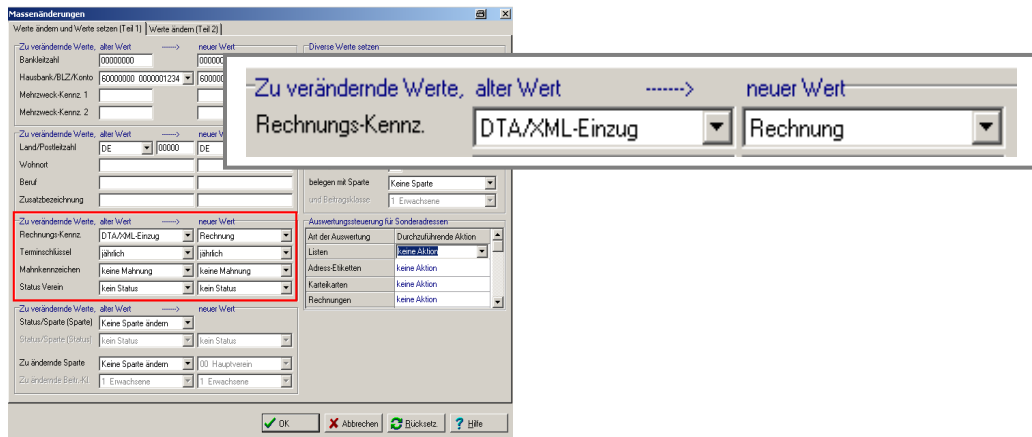 Massenänderungen
Werte ändern und Werte setzen (Teil 1) Werte ändern (Teil 2)
Zu verändernde Werte, alter Wert ------> neuer Wert Diverse Werte setzen
Bankleitzahl 00000000
Hausbank/BLZ/Konto 60000000 0000001234
Mehrzweck-Kennz. 1
Mehrzweck-Kennz. 2
Zu verändernde Werte, alter Wert ------> neuer Wert
Rechnungs-Kennz. DTA/XML-Einzug Rechnung
Zu verändernde Werte, alter Wert ------>
Land/Postleitzahl DE 00000 DE
Wohnort
Beruf belegen mit Sparte Keine Sparte
Zusatzbezeichnung und Beitragsklasse 1 Erwachsene
Zu verändernde Werte, alter Wert ------> neuer Wert Auswertungssteuerung für Sonderadressen
Rechnungs-Kennz. DTA/XML-Einzug Rechnung Art der Auswertung Durchzuführende Aktion
Terminschlüssel jährlich jährlich Listen keine Aktion
Mahnkennzeichen keine Mahnung keine Mahnung Adress-Etiketten keine Aktion
Status Verein kein Status kein Status Karteikarten keine Aktion
Rechnungen keine Aktion
Zu verändernde Werte, alter Wert ------> neuer Wert
Status/Sparte (Sparte) Keine Sparte ändern
Status/Sparte (Status) kein Status kein Status
Zu ändernde Sparte Keine Sparte ändern 00 Hauptverein
Zu ändernde Beitr.-Kl. 1 Erwachsene 1 Erwachsene
OK Abbrechen Rücksetz. Hilfe